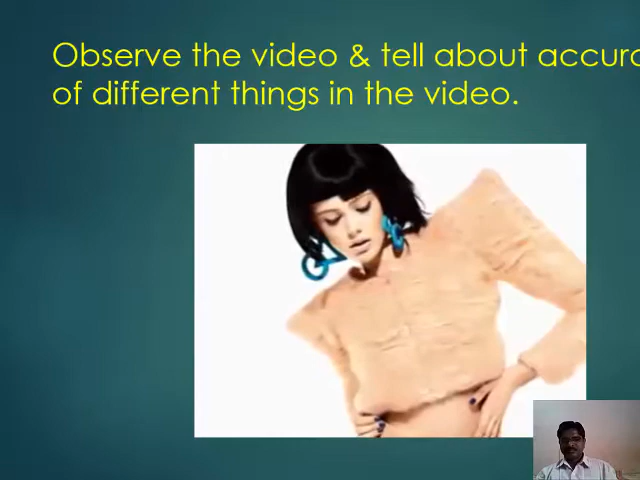 Observe the video & tell about
of different things in the video.